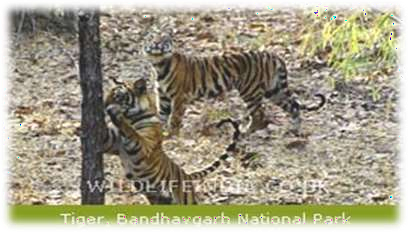 WILDLIFEINDIA.CO.UK
Tiger, Bandhavgarh National Park